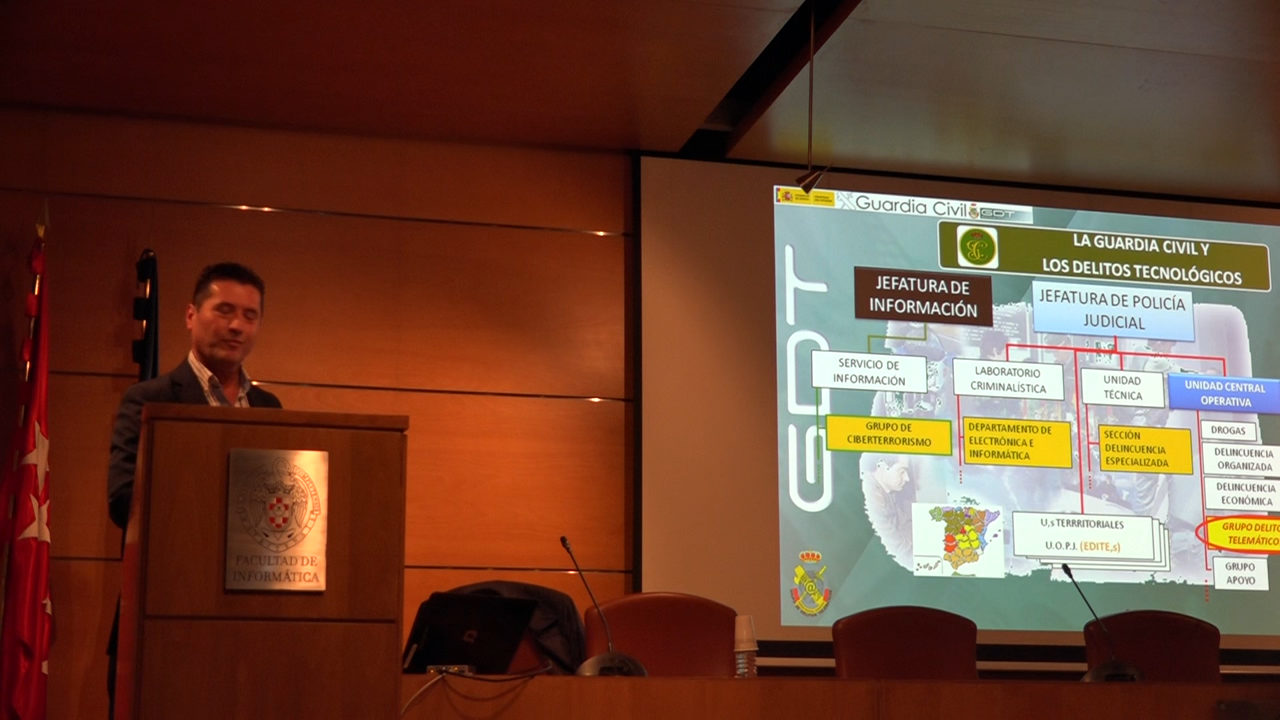 Guardia Civil GDT
LA GUARDIA CIVIL Y
LOS DELITOS TECNOLÓGICOS
JEFATURA DE
INFORMACIÓN
JEFATURA DE POLICÍA
JUDICIAL
SERVICIO DE
INFORMACIÓN
LABORATORIO
CRIMINALÍSTICA
UNIDAD
TÉCNICA
UNIDAD CENTRAL
OPERATIVA
GRUPO DE
CIBERTERRORISMO
DEPARTAMENTO DE
ELECTRÓNICA E
INFORMÁTICA
SECCIÓN
DELINCUENCIA
ESPECIALIZADA
DROGAS
DELINCUENCIA
ORGANIZADA
DELINCUENCIA
ECONÓMICA
GRUPO DELITO
TELEMÁTICO
GRUPO
APOYO
U,s TERRRITORIALES
U.O.P.J. (EDITE,s)
GDT
FACULTAD DE
INFORMÁTICA